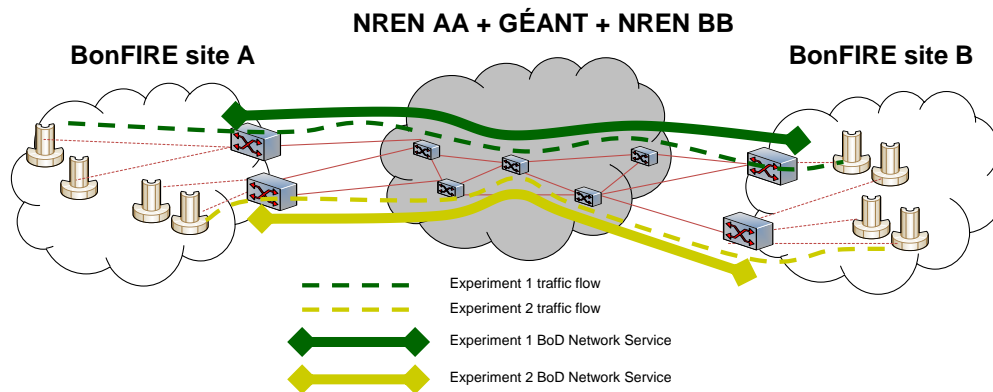 NREN AA + GÉANT + NREN BB
BonFIRE site A
BonFIRE site B
Experiment 1 traffic flow
Experiment 2 traffic flow
Experiment 1 BoD Network Service
Experiment 2 BoD Network Service